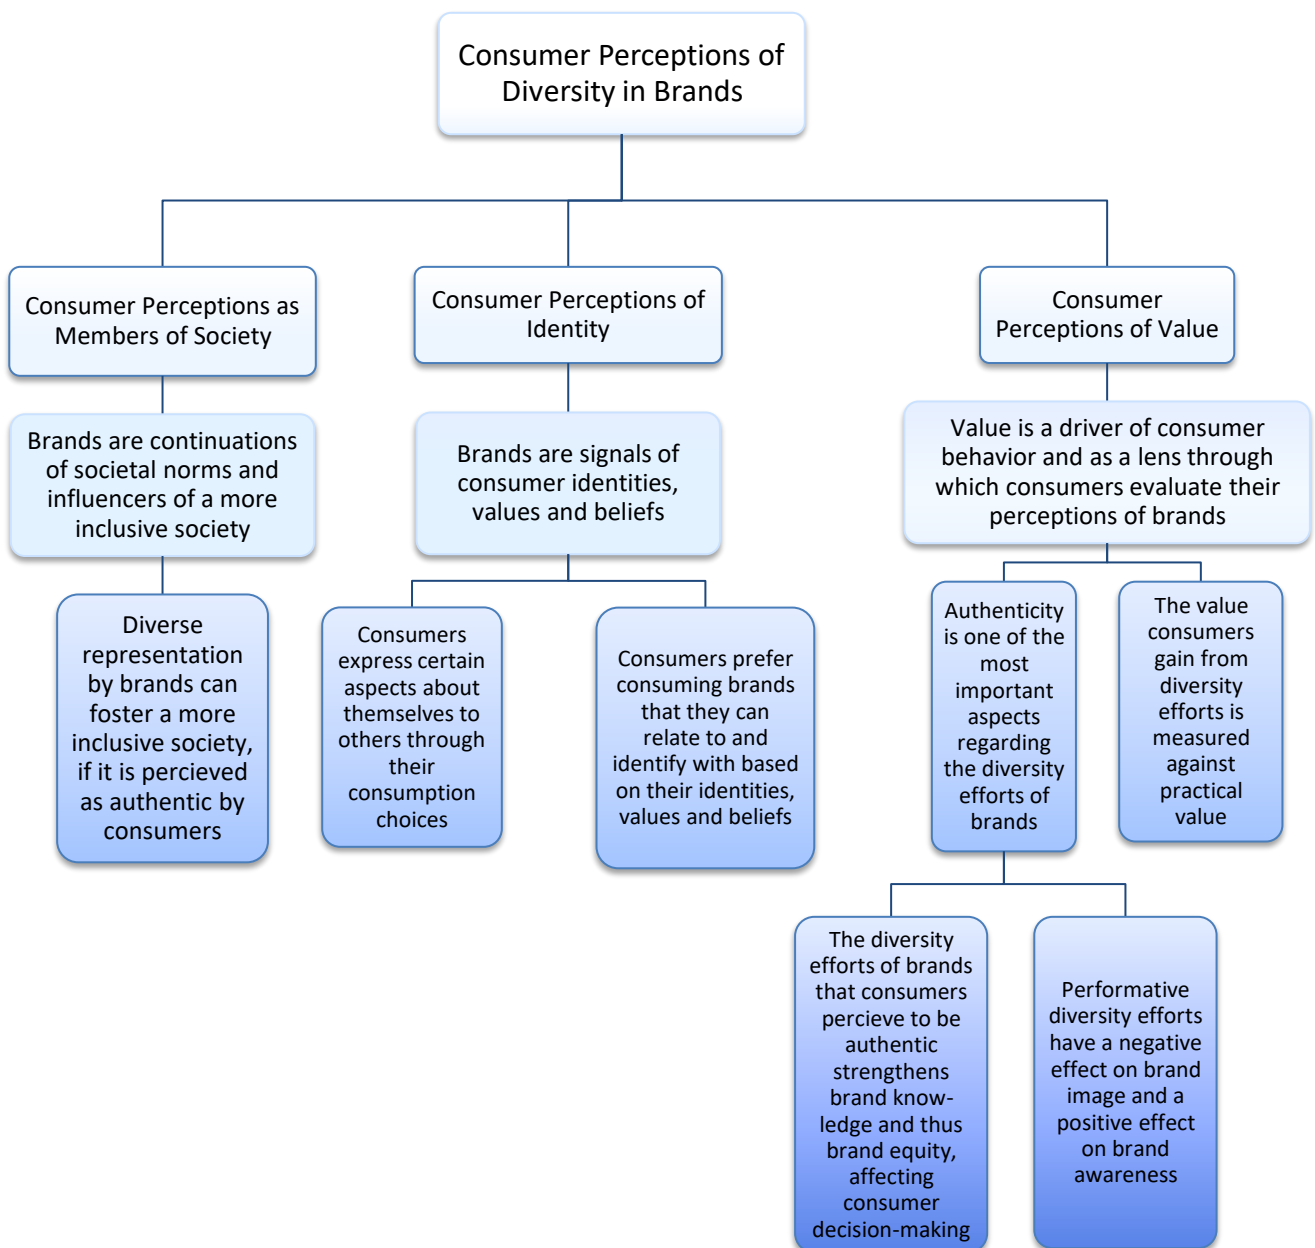 Consumer Perceptions of
Diversity in Brands
Consumer Perceptions as
Members of Society
Consumer Perceptions of
Identity
Consumer
Perceptions of Value
Brands are continuations
of societal norms and
influencers of a more
inclusive society
Brands are signals of
consumer identities,
values and beliefs
Value is a driver of consumer
behavior and as a lens through
which consumers evaluate their
perceptions of brands
Diverse
representation
by brands can
foster a more
inclusive society,
if it is percieved
as authentic by
consumers
Consumers
express certain
aspects about
themselves to
others through
their
consumption
choices
Consumers prefer
consuming brands
that they can
relate to and
identify with based
on their identities,
values and beliefs
Authenticity
is one of the
most
important
aspects
regarding
the diversity
efforts of
brands
The value
consumers
gain from
diversity
efforts is
measured
against
practical
value
The diversity
efforts of brands
that consumers
percieve to be
authentic
strengthens
brand know-
ledge and thus
brand equity,
affecting
consumer
decision-making
Performative
diversity efforts
have a negative
effect on brand
image and a
positive effect
on brand
awareness